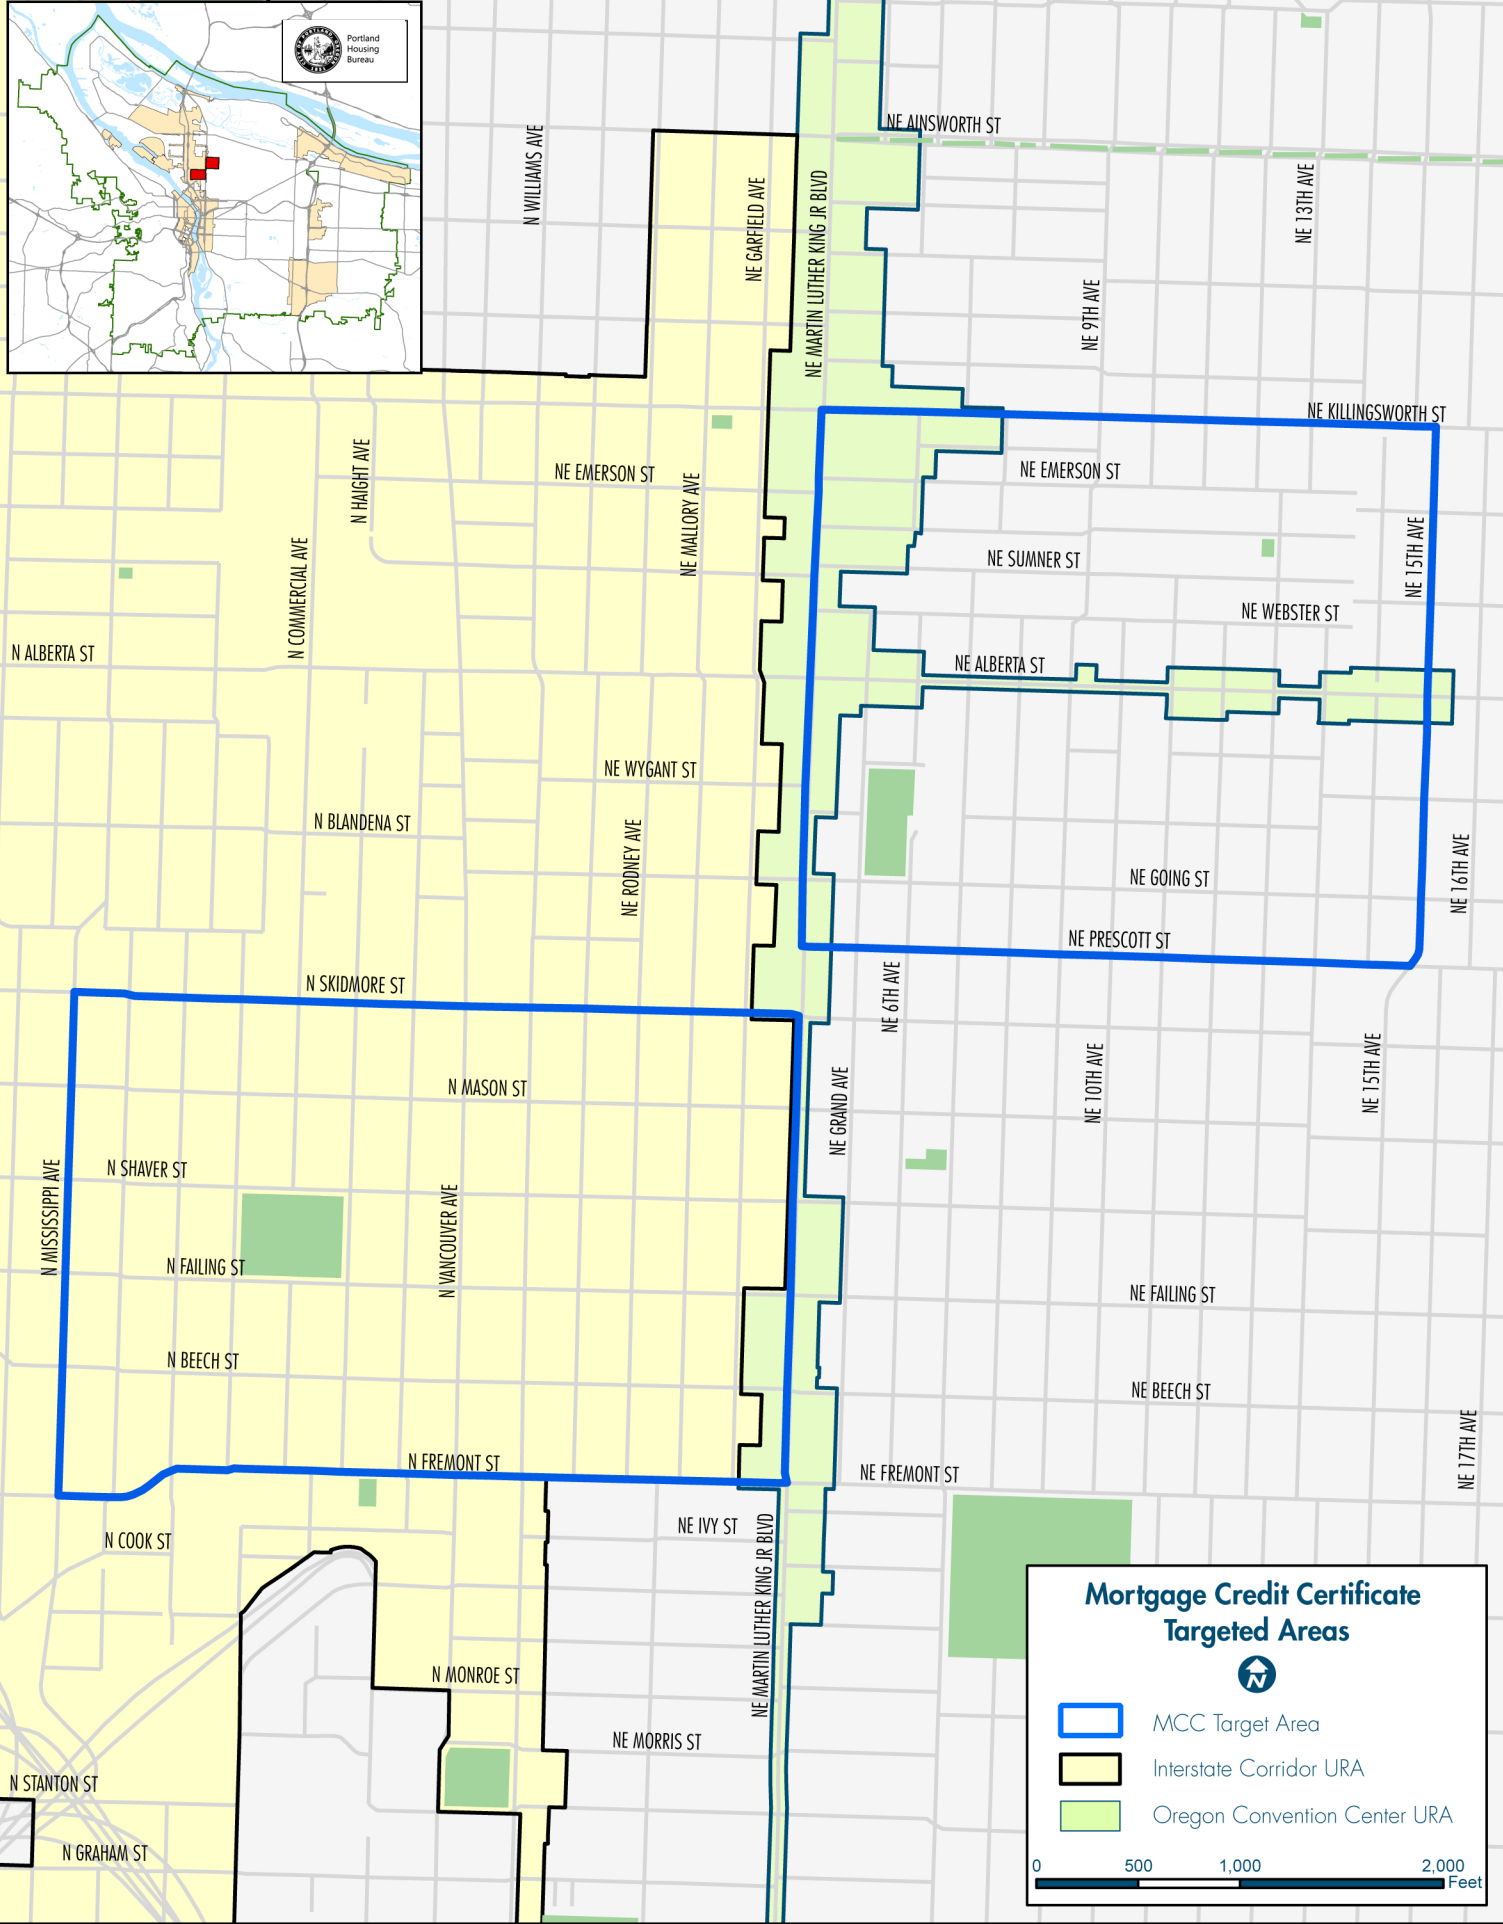 Portland
Housing
Bureau
NE AINSWORTH ST
N WILLIAMS AVE
NE GARFIELD AVE
NE MARTIN LUTHER KING JR BLVD
NE 13TH AVE
NE 9TH AVE
NE KILLINGSWORTH ST
N HAIGHT AVE
NE EMERSON ST
NE EMERSON ST
NE MALLORY AVE
N COMMERCIAL AVE
NE SUMNER ST
NE 15TH AVE
NE WEBSTER ST
N ALBERTA ST
NE ALBERTA ST
NE WYGANT ST
N BLANDENA ST
NE RODNEY AVE
NE GOING ST
NE 16TH AVE
NE PRESCOTT ST
N SKIDMORE ST
NE 6TH AVE
N MASON ST
NE GRAND AVE
NE 10TH AVE
NE 15TH AVE
N SHAVER ST
N MISSISSIPPI AVE
N VANCOUVER AVE
N FAILING ST
NE FAILING ST
N BEECH ST
NE BEECH ST
NE 17TH AVE
N FREMONT ST
NE FREMONT ST
N COOK ST
NE IVY ST
NE MARTIN LUTHER KING JR BLVD
N MONROE ST
NE MORRIS ST
N STANTON ST
N GRAHAM ST
Mortgage Credit Certificate
Targeted Areas
N
MCC Target Area
Interstate Corridor URA
Oregon Convention Center URA
0 500 1,000 2,000
Feet